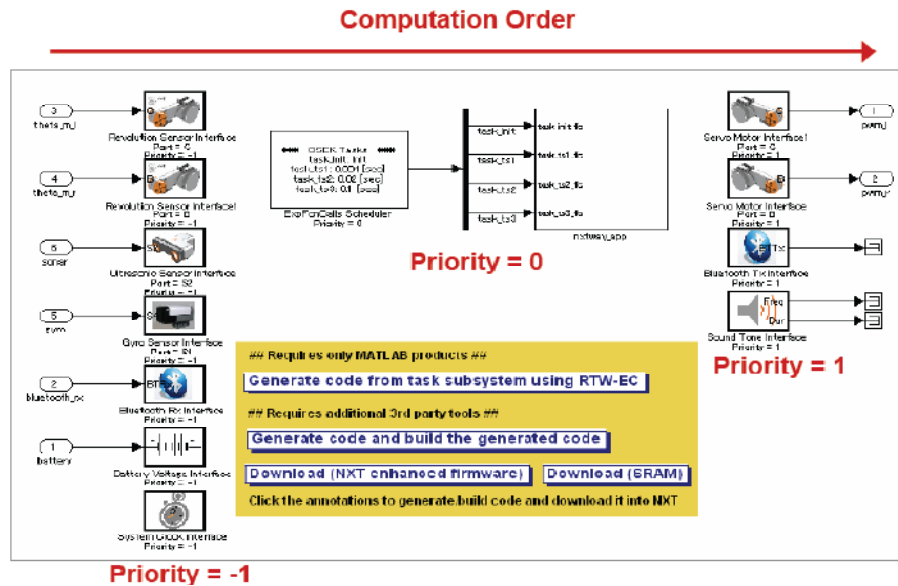 Computation Order
3
theta_m_l
Revolution Sensor Interface
Port = C
Priority = -1
4
theta_m_r
Revolution Sensor Interface1
Port = B
Priority = -1
6
sonar
Ultrasonic Sensor Interface
Port = S2
Priority = -1
5
gyro
Gyro Sensor Interface
Port = S4
Priority = -1
2
bluetooth_rx
Bluetooth Rx Interface
Priority = -1
1
battery
Battery Voltage Interface
Priority = -1
System Clock Interface
Priority = -1
Priority = -1
OSEK Tasks
task_init: Init
task_ts1: 0.004 [sec]
task_ts2: 0.02 [sec]
task_ts3: 0.1 [sec]
ExpFcnCalls Scheduler
Priority = 0
task_init
task_ts1
task_ts2
task_ts3
task_init_fc
task_ts1_fc
task_ts2_fc
task_ts3_fc
nxtway_app
Priority = 0
Servo Motor Interface1
Port = C
Priority = 1
1
pwm_l
Servo Motor Interface
Port = B
Priority = 1
2
pwm_r
Tx
Bluetooth Tx Interface
Priority = 1
Freq
Dur
Sound Tone Interface
Priority = 1
Priority = 1
## Requires only MATLAB products ##
Generate code from task subsystem using RTW-EC
## Requires additional 3rd party tools ##
Generate code and build the generated code
Download (NXT enhanced firmware)
Download (SRAM)
Click the annotations to generate/build code and download it into NXT